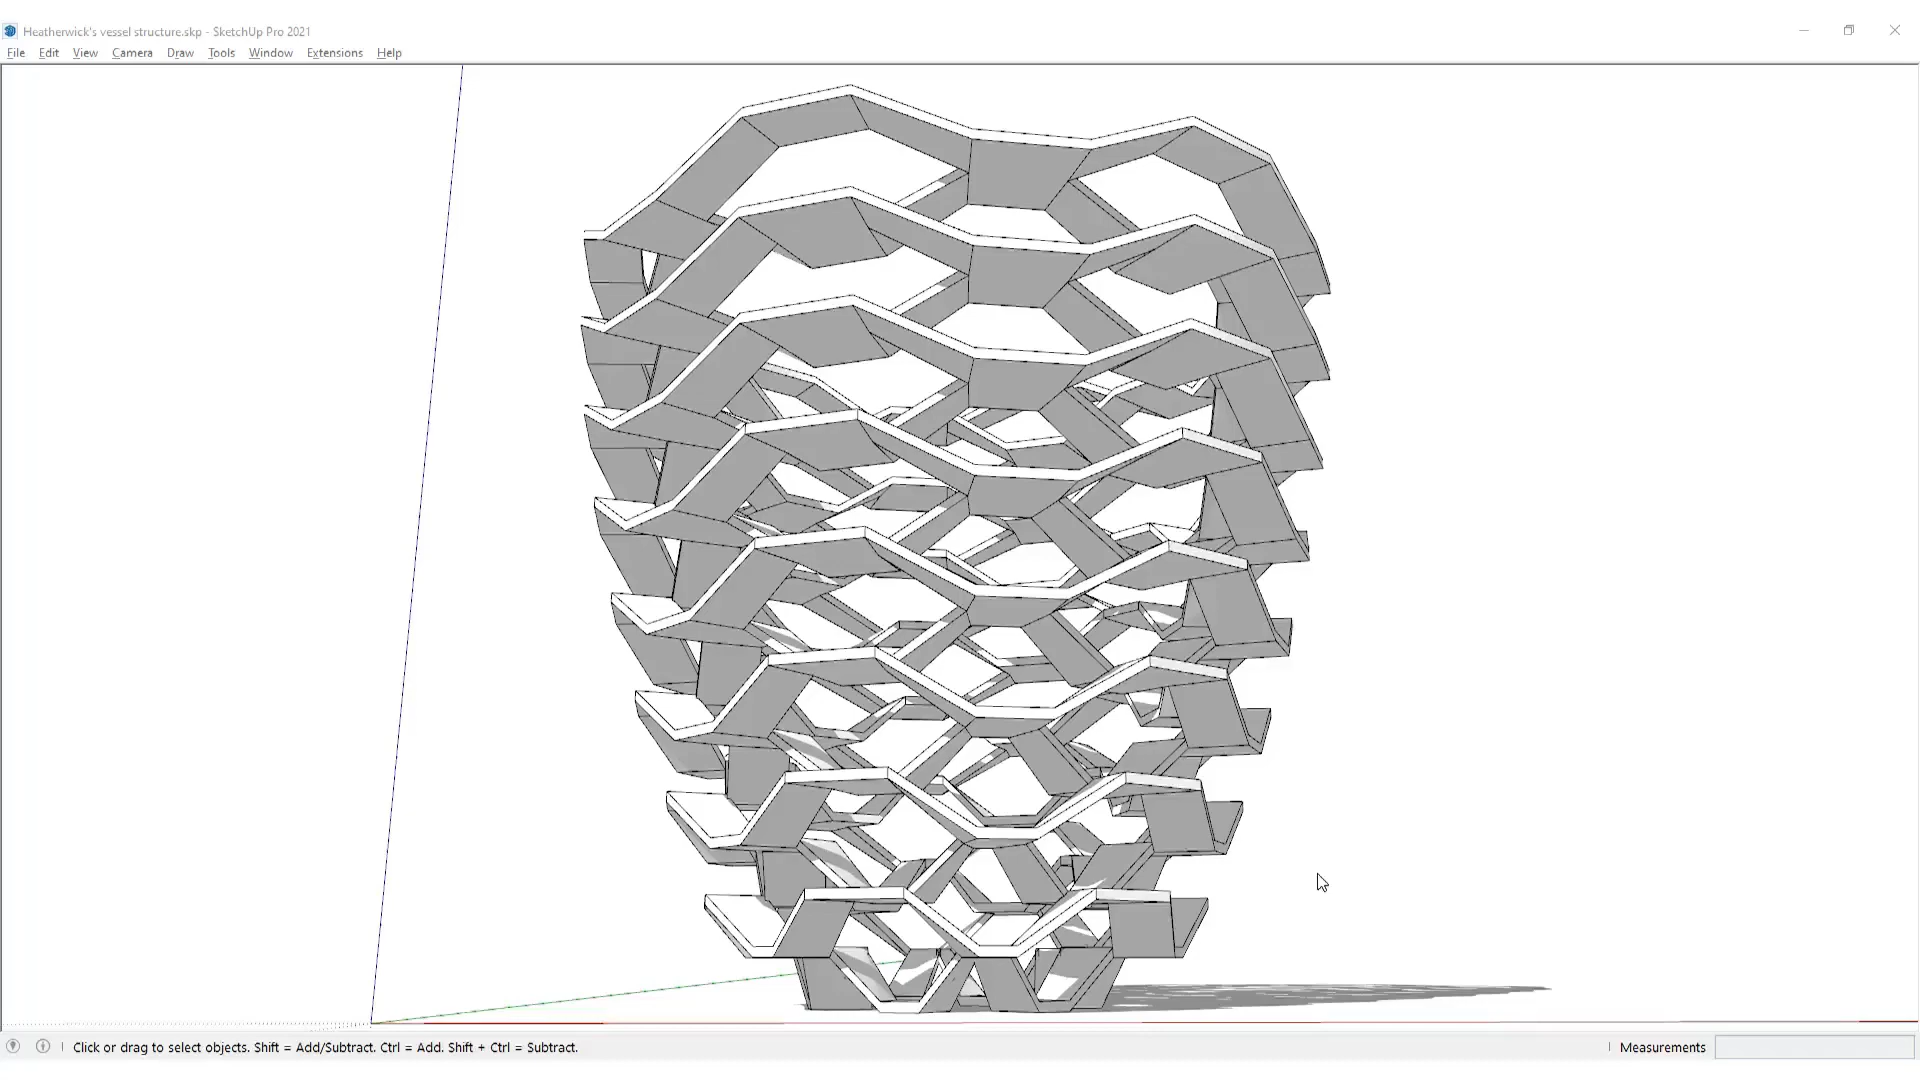 Heatherwick's vessel structure.skp - SketchUp Pro 2021
File Edit View Camera Draw Tools Window Extensions Help
Click or drag to select objects. Shift = Add/Subtract. Ctrl = Add. Shift + Ctrl = Subtract. Measurements